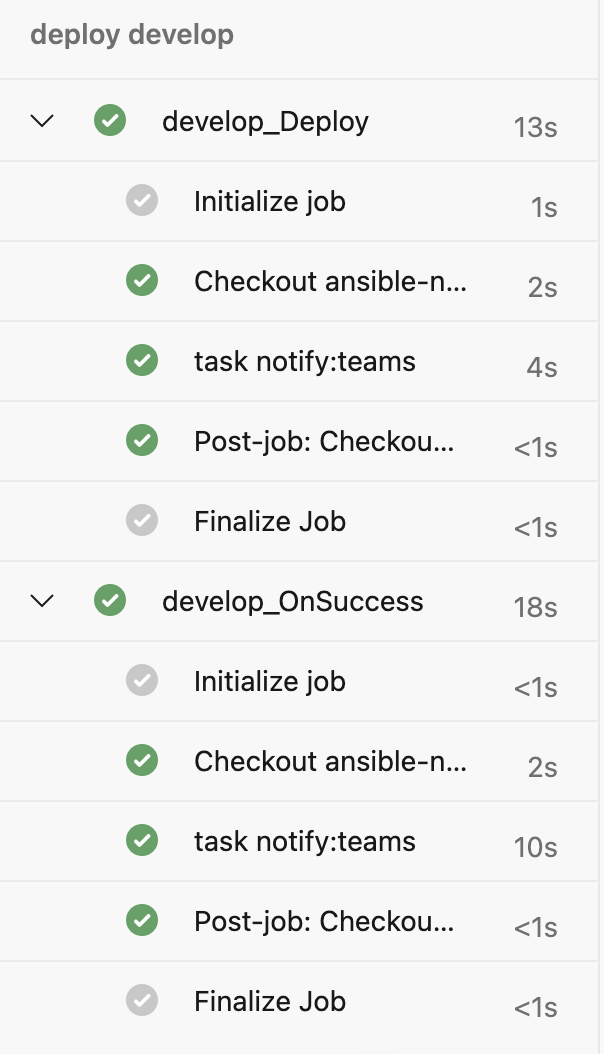 deploy develop
develop_Deploy 13s
Initialize job 1s
Checkout ansible-n... 2s
task notify:teams 4s
Post-job: Checkou... <1s
Finalize Job <1s
develop_OnSuccess 18s
Initialize job <1s
Checkout ansible-n... 2s
task notify:teams 10s
Post-job: Checkou... <1s
Finalize Job <1s